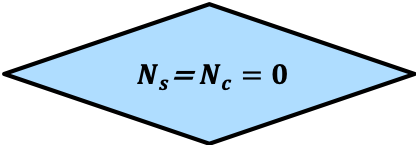 N_s=N_c = 0